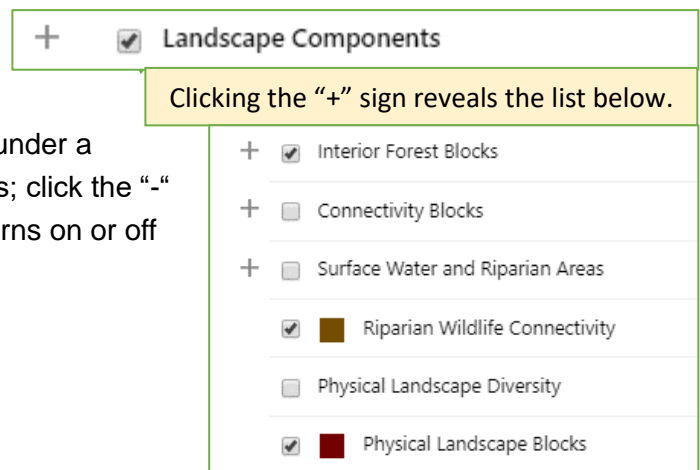 + Landscape Components
Clicking the “+” sign reveals the list below.
under a
s; click the “-“
rns on or off
+ Interior Forest Blocks
+ Connectivity Blocks
+ Surface Water and Riparian Areas
Riparian Wildlife Connectivity
Physical Landscape Diversity
Physical Landscape Blocks